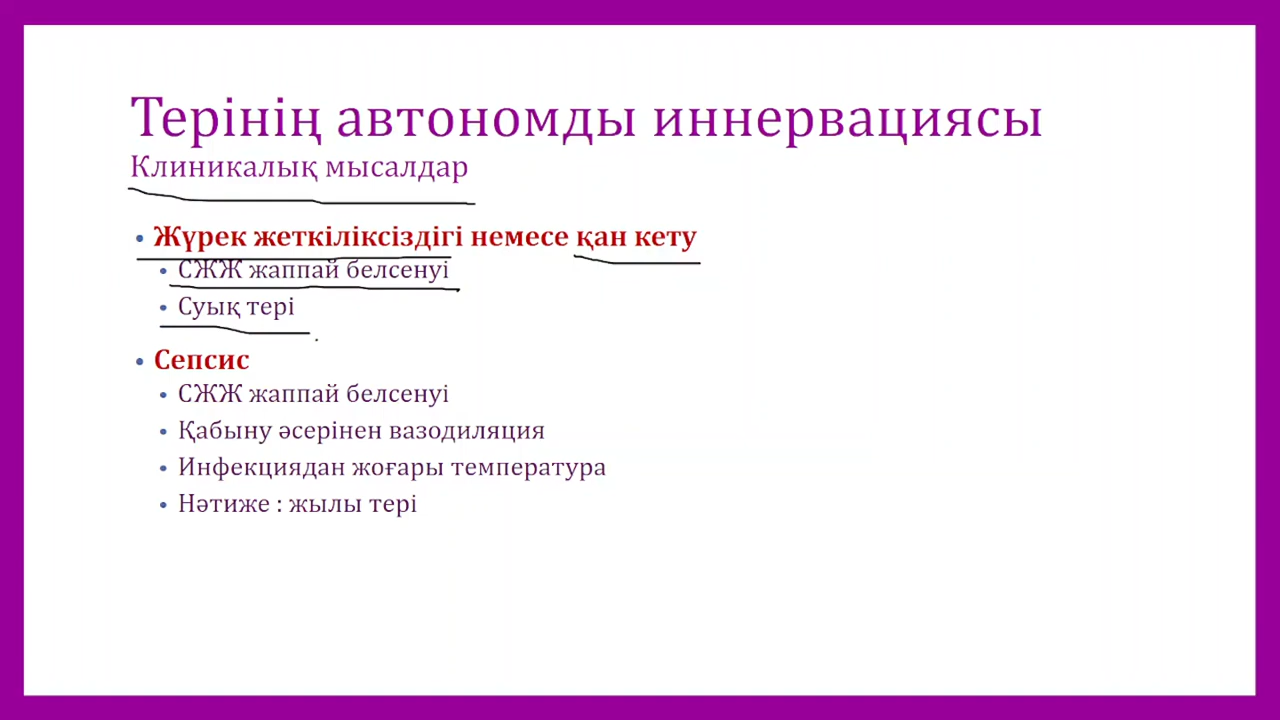 Терінің автономды иннервациясы
Клиникалық мысалдар
• Жүрек жеткіліксіздігі немесе қан кету
• СЖЖ жаппай белсенуі
• Суық тері
• Сепсис
• СЖЖ жаппай белсенуі
• Қабыну әсерінен вазодиляция
• Инфекциядан жоғары температура
• Нәтиже : жылы тері